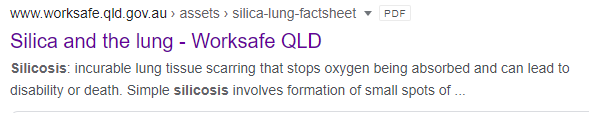 www.worksafe.qld.gov.au › assets › silica-lung-factsheet PDF
Silica and the lung - Worksafe QLD
Silicosis: incurable lung tissue scarring that stops oxygen being absorbed and can lead to
disability or death. Simple silicosis involves formation of small spots of ...